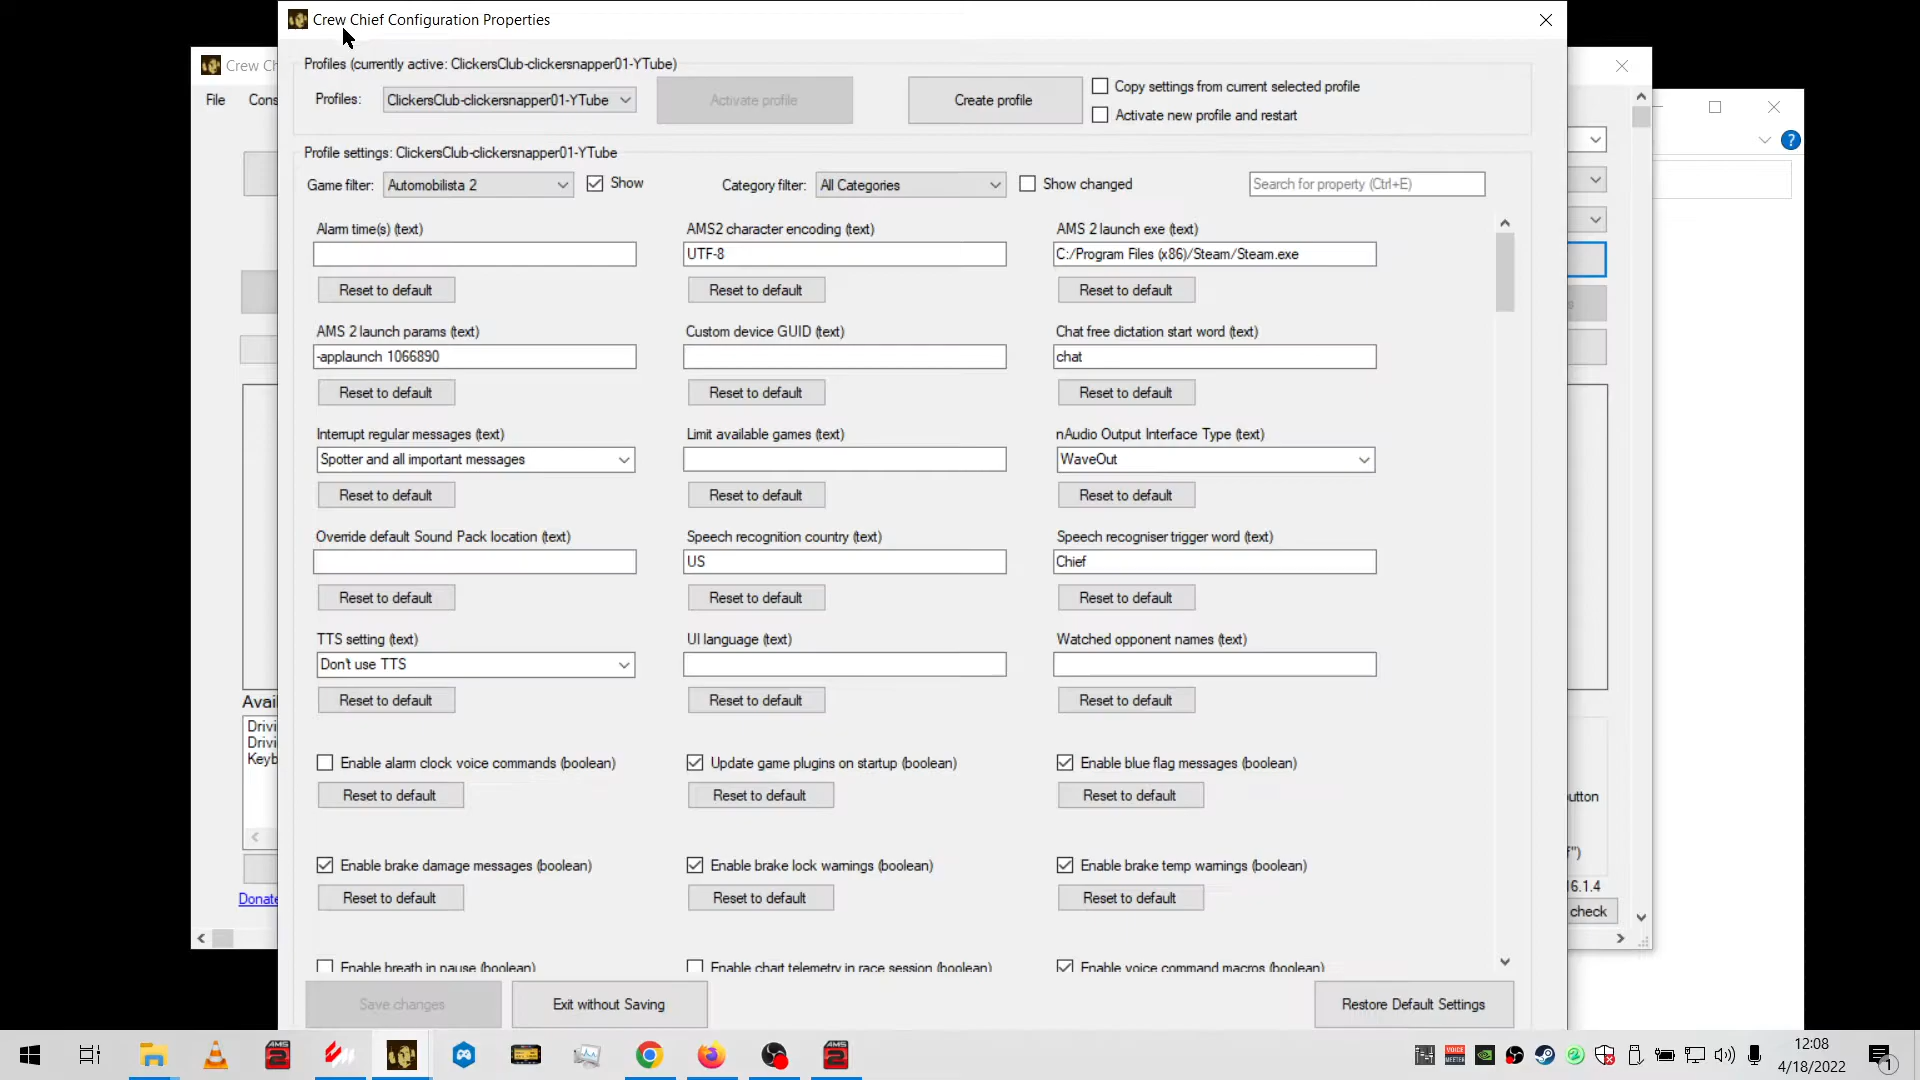 Crew Chief Configuration Properties
Crew Ch
Profiles (currently active: ClickersClub-clickersnapper01-YTube)
File Cons
Profiles: ClickersClub-clickersnapper01-YTube Activate profile Create profile
Copy settings from current selected profile
Activate new profile and restart
Profile settings: ClickersClub-clickersnapper01-YTube
Game filter: Automobilista 2 Show Category filter: All Categories Show changed Search for property (Ctrl+E)
Alarm time(s) (text) AMS2 character encoding (text) AMS 2 launch exe (text)
UTF-8 C:/Program Files (x86)/Steam/Steam.exe
Reset to default Reset to default Reset to default
AMS 2 launch params (text) Custom device GUID (text) Chat free dictation start word (text)
-applaunch 1066890 chat
Reset to default Reset to default Reset to default
Interrupt regular messages (text) Limit available games (text) nAudio Output Interface Type (text)
Spotter and all important messages WaveOut
Reset to default Reset to default Reset to default
Override default Sound Pack location (text) Speech recognition country (text) Speech recogniser trigger word (text)
US Chief
Reset to default Reset to default Reset to default
TTS setting (text) UI language (text) Watched opponent names (text)
Don't use TTS
Reset to default Reset to default Reset to default
Avai
Drivi
Drivi
Keyb
Enable alarm clock voice commands (boolean) Update game plugins on startup (boolean) Enable blue flag messages (boolean)
Reset to default Reset to default Reset to default
utton
f")
Enable brake damage messages (boolean) Enable brake lock warnings (boolean) Enable brake temp warnings (boolean)
16.1.4
Reset to default Reset to default Reset to default
Donate
check
Enable breath in pause (boolean) Enable chart telemetry in race session (boolean) Enable voice command macros (boolean)
Save changes Exit without Saving Restore Default Settings
AMS 2
AMS 2
VOICE MEETER
12:08
4/18/2022
1